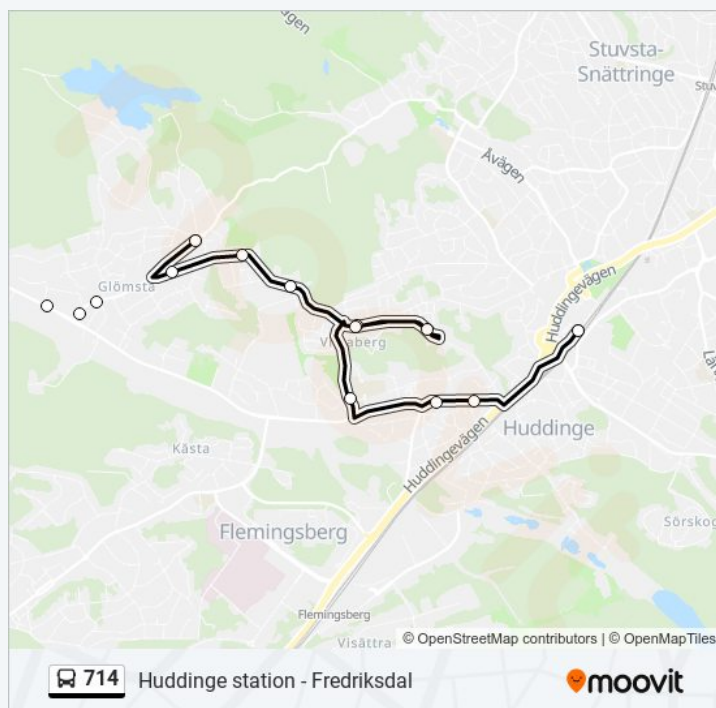 vägen
Stuvsta-
Snättringe
Stuv
Åvägen
Glömsta
Huddingevägen
Huddinge
Huddingevägen
Kästa
Flemingsberg
Sörskog
Flemingsberg
Visättra
© OpenStreetMap contributors | © OpenMapTiles
714 Huddinge station - Fredriksdal
moovit